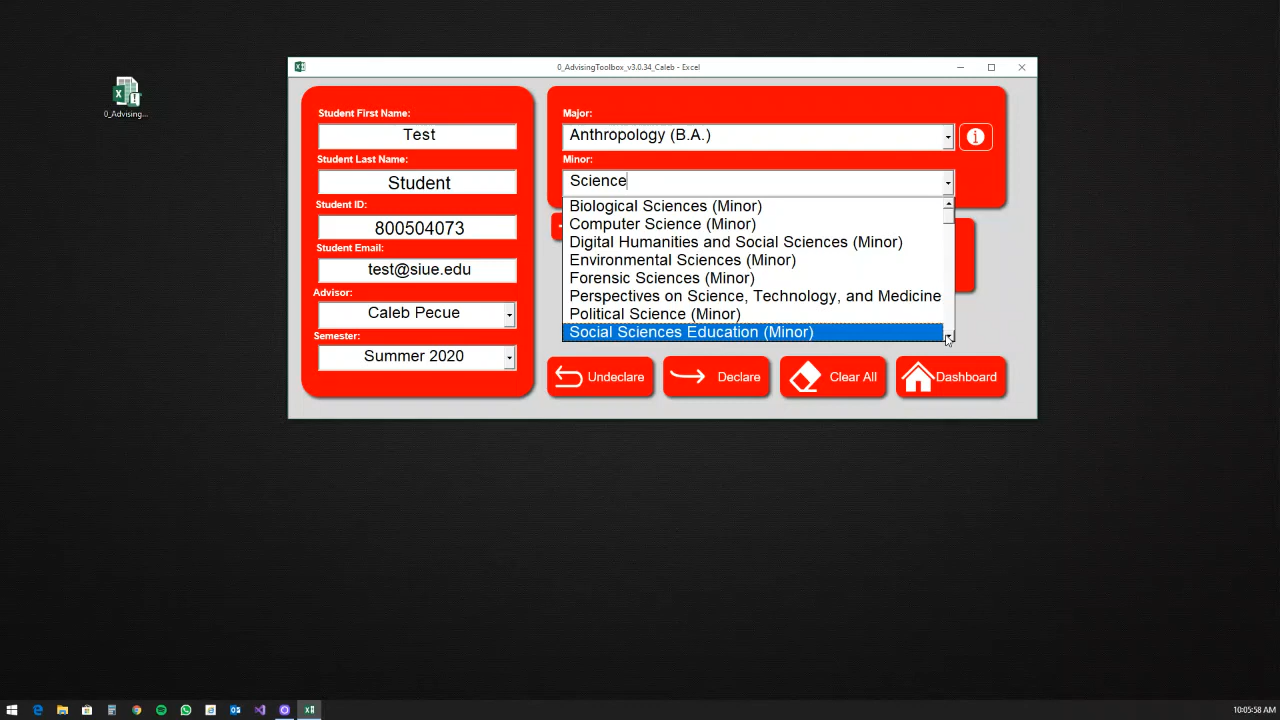 0_Advising...
0_AdvisingToolbox_v3.0.34_Caleb - Excel
Student First Name:
Test
Student Last Name:
Student
Student ID:
800504073
Student Email:
test@siue.edu
Advisor:
Caleb Pecue
Semester:
Summer 2020
Major:
Anthropology (B.A.)
Minor:
Science
Biological Sciences (Minor)
Computer Science (Minor)
Digital Humanities and Social Sciences (Minor)
Environmental Sciences (Minor)
Forensic Sciences (Minor)
Perspectives on Science, Technology, and Medicine
Political Science (Minor)
Social Sciences Education (Minor)
Undeclare
Declare
Clear All
Dashboard
10:05:58 AM